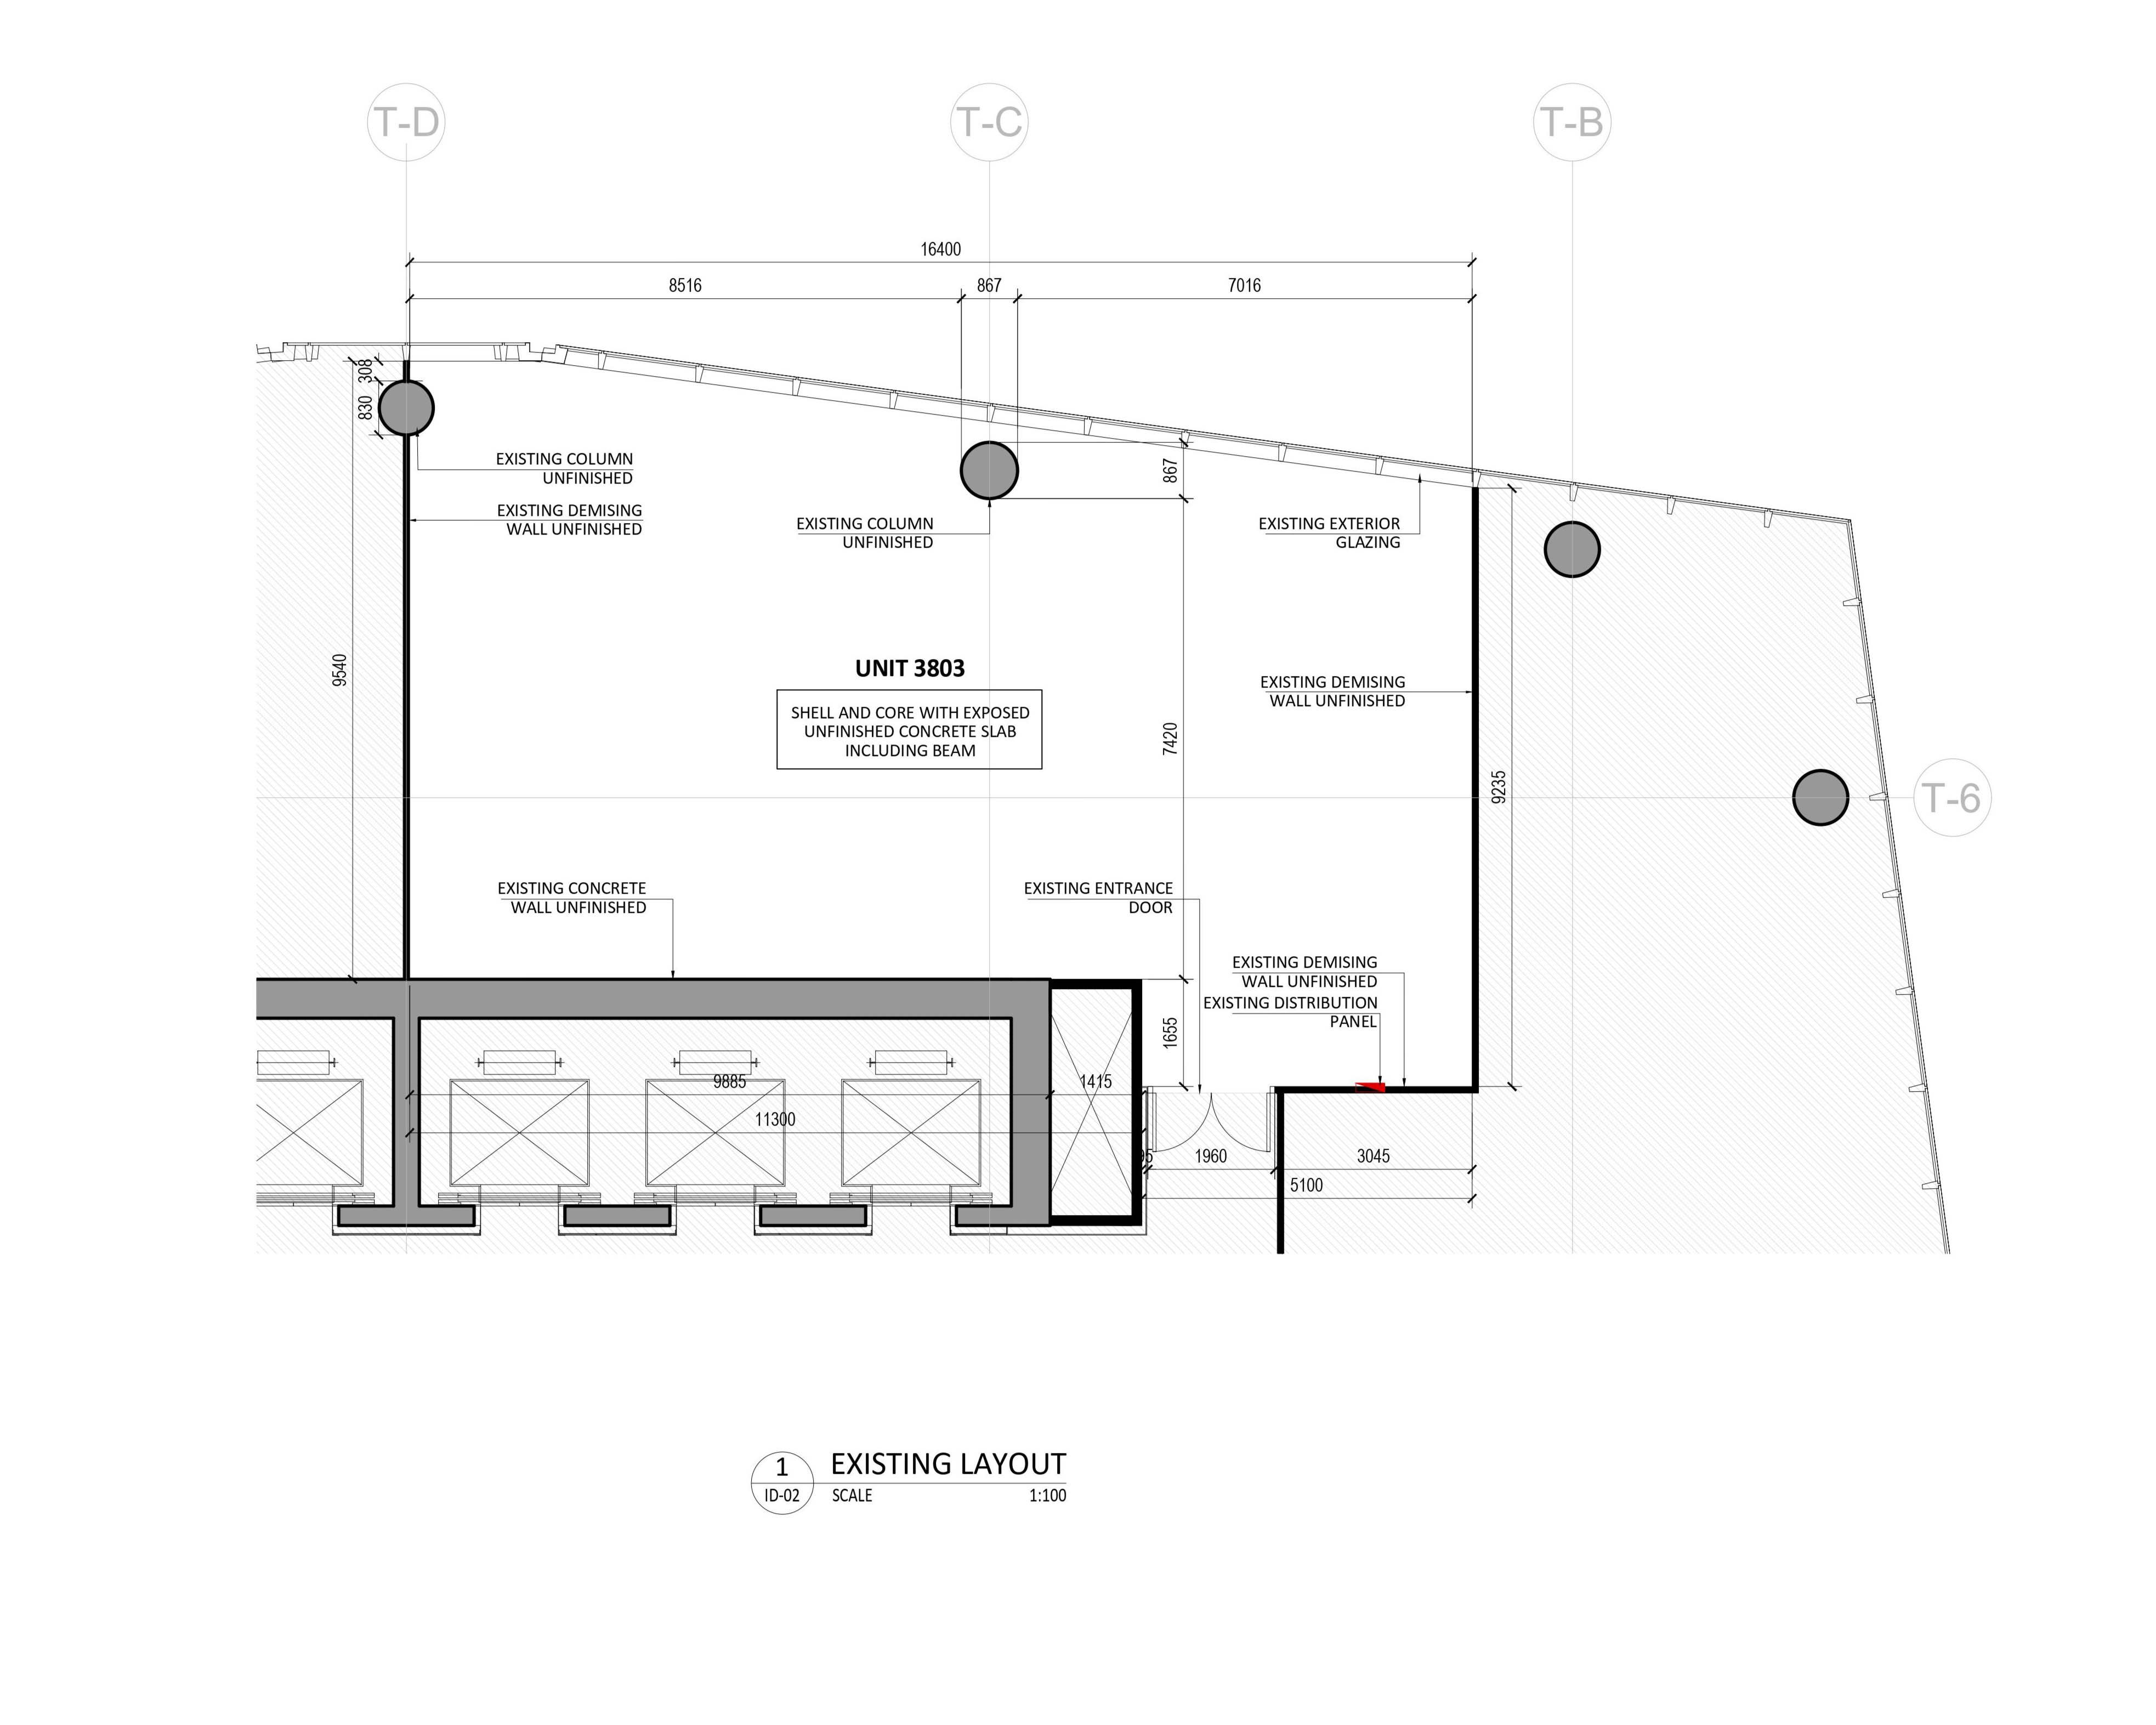 T-D
T-C
T-B
16400
8516
867
7016
308
830
867
EXISTING COLUMN
UNFINISHED
EXISTING DEMISING
WALL UNFINISHED
EXISTING COLUMN
UNFINISHED
EXISTING EXTERIOR
GLAZING
9540
UNIT 3803
SHELL AND CORE WITH EXPOSED
UNFINISHED CONCRETE SLAB
INCLUDING BEAM
7420
EXISTING DEMISING
WALL UNFINISHED
9235
T-6
EXISTING CONCRETE
WALL UNFINISHED
EXISTING ENTRANCE
DOOR
EXISTING DEMISING
WALL UNFINISHED
EXISTING DISTRIBUTION
PANEL
1655
9885
1415
11300
95
1960
3045
5100
1
ID-02
EXISTING LAYOUT
SCALE 1:100